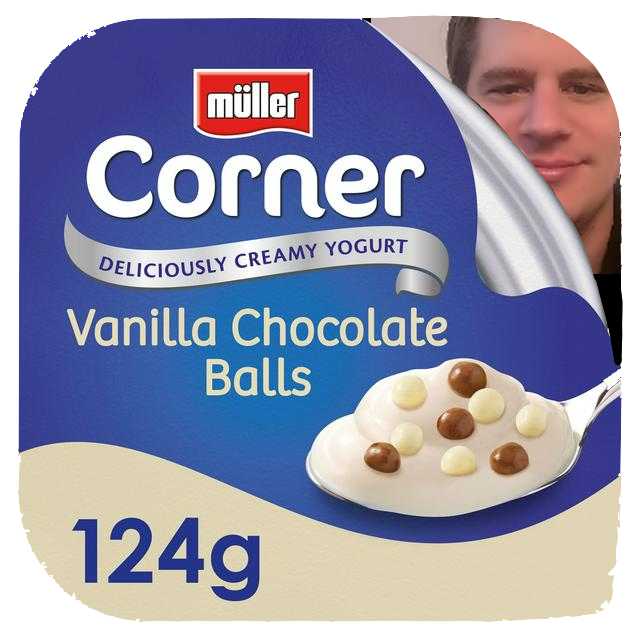 müller
Corner
DELICIOUSLY CREAMY YOGURT
Vanilla Chocolate
Balls
124g